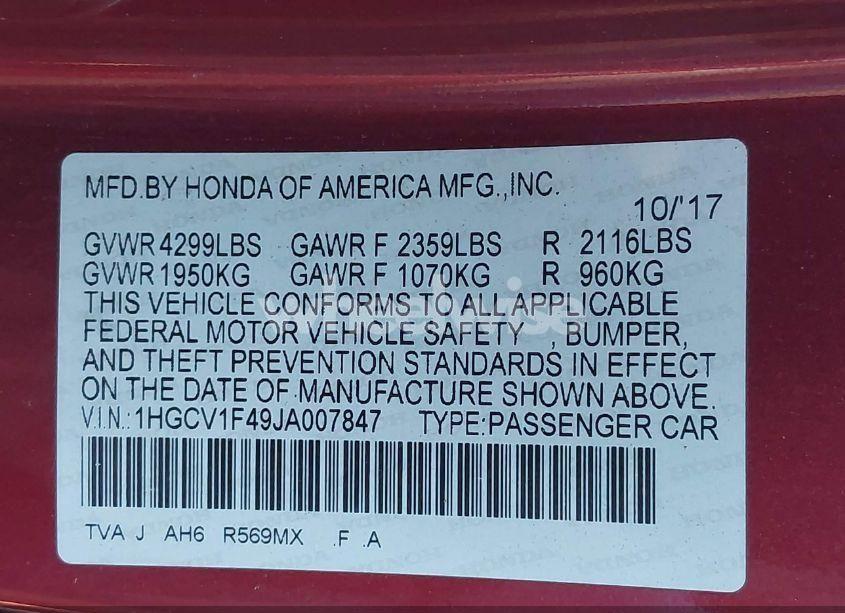 MFD.BY HONDA OF AMERICA MFG.,INC.
10/'17
GVWR 4299LBS GAWR F 2359LBS R 2116LBS
GVWR 1950KG GAWR F 1070KG R 960KG
THIS VEHICLE CONFORMS TO ALL APPLICABLE
FEDERAL MOTOR VEHICLE SAFETY , BUMPER,
AND THEFT PREVENTION STANDARDS IN EFFECT
ON THE DATE OF MANUFACTURE SHOWN ABOVE.
V.I.N.:1HGCV1F49JA007847 TYPE:PASSENGER CAR
TVA J AH6 R569MX .F .A